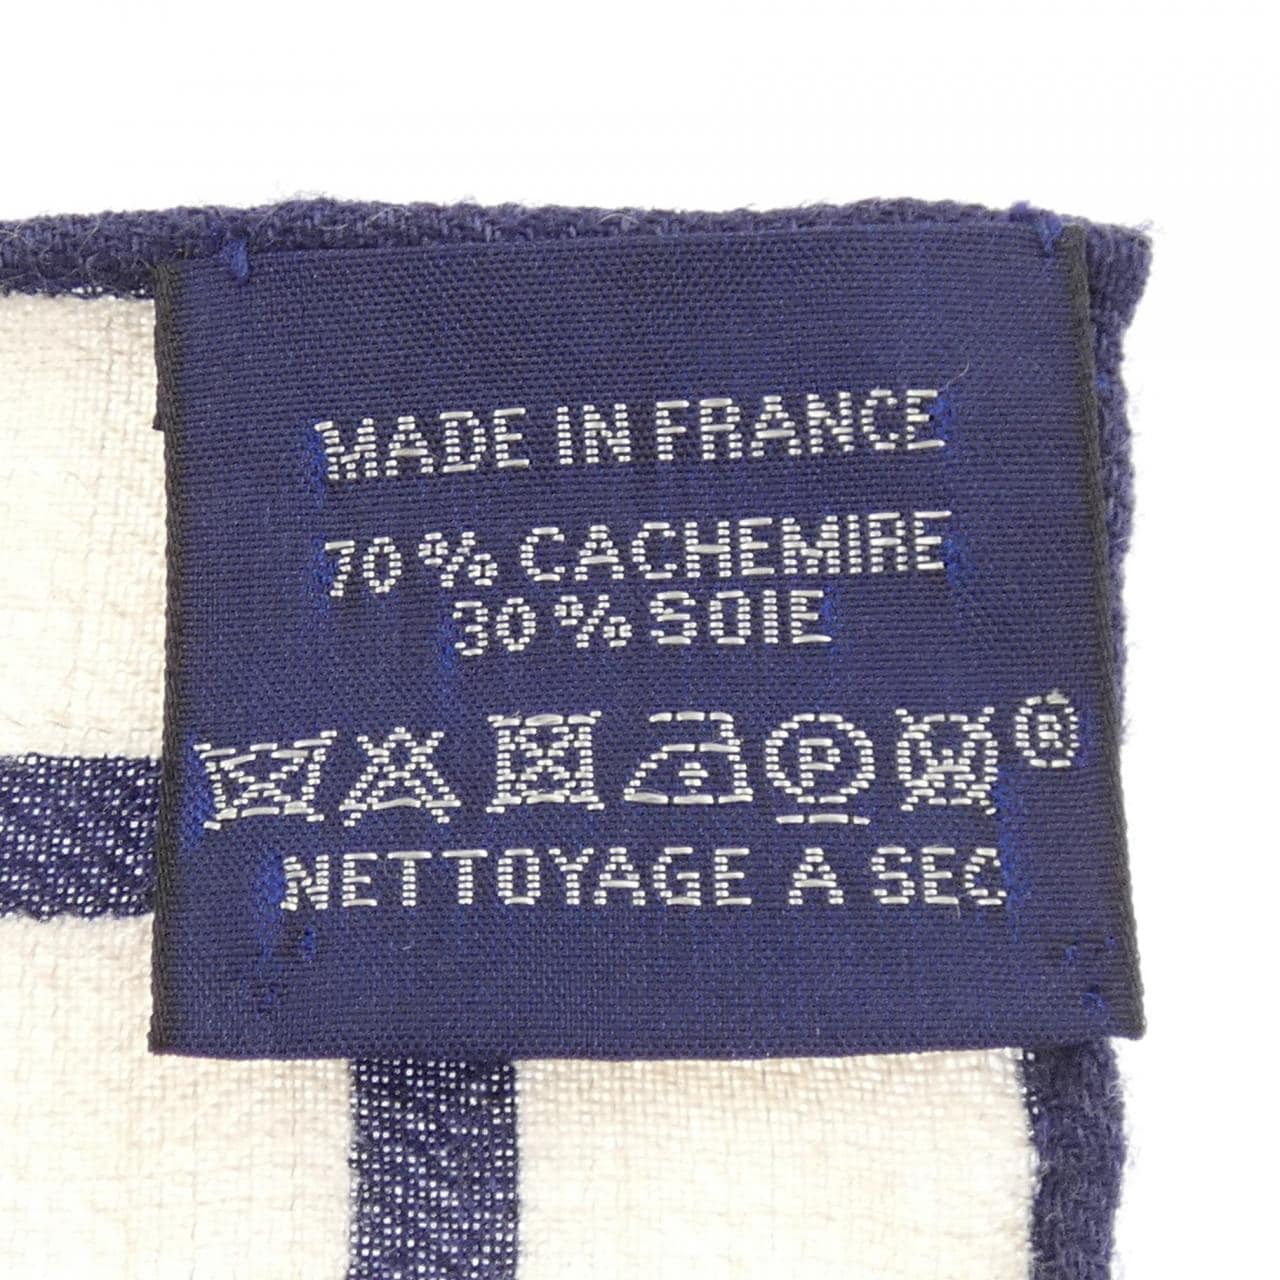 MADE IN FRANCE
70 % CACHEMIRE
30 % SOIE
P W ®
NETTOYAGE A SEC